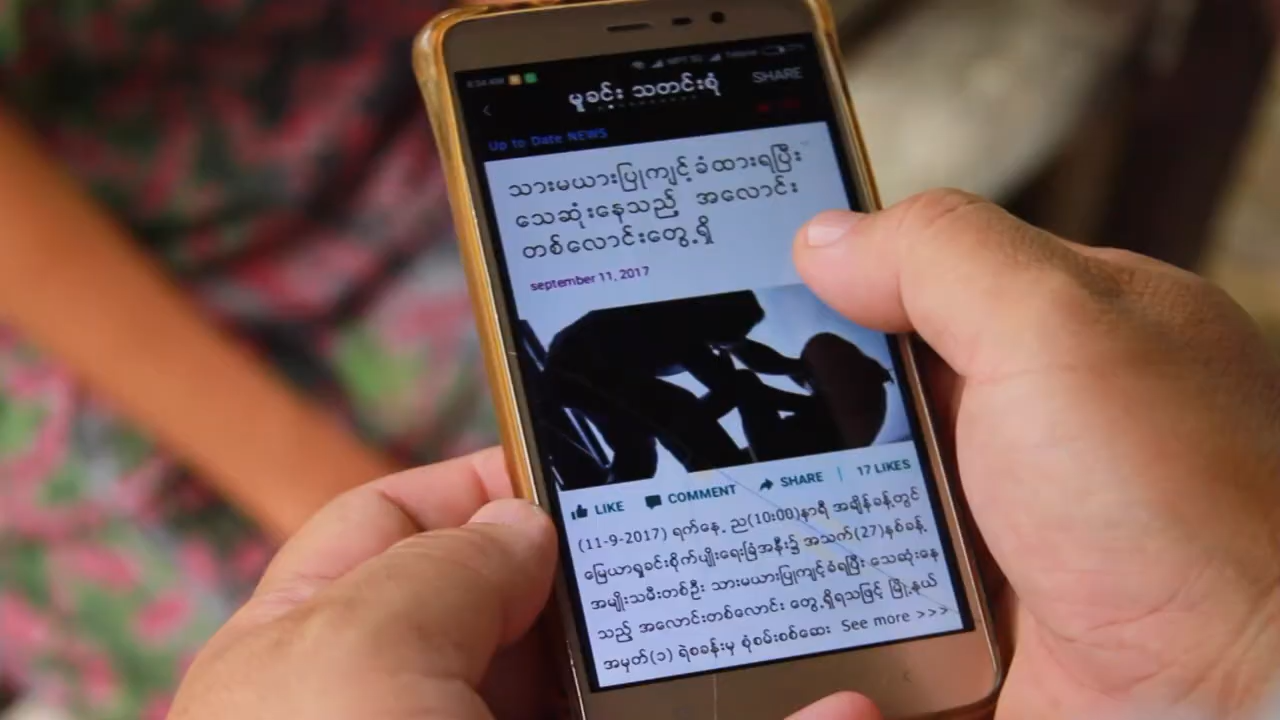 8:34 AM
မှုခင်း သတင်းရုံ
SHARE
Up to Date NEWS
သားမယားပြုကျင့်ခံထားရပြီး
သေဆုံးနေသည့် အလောင်း
တစ်လောင်းတွေ့ရှိ
september 11, 2017
LIKE
COMMENT
SHARE
17 LIKES
(11-9-2017) ရက်နေ့ ည(10:00)နာရီ အချိန်ခန့်တွင်
မြေယာရှုခင်းစိုက်ပျိုးရေးခြံအနီး၌ အသက်(27)နှစ်ခန့်
အမျိုးသမီးတစ်ဦး သားမယားပြုကျင့်ခံရပြီး သေဆုံးနေ
သည့် အလောင်းတစ်လောင်း တွေ့ရှိရသဖြင့် မြို့နယ်
အမှတ်(၁) ရဲစခန်းမှ စုံစမ်းစစ်ဆေး See more >>>